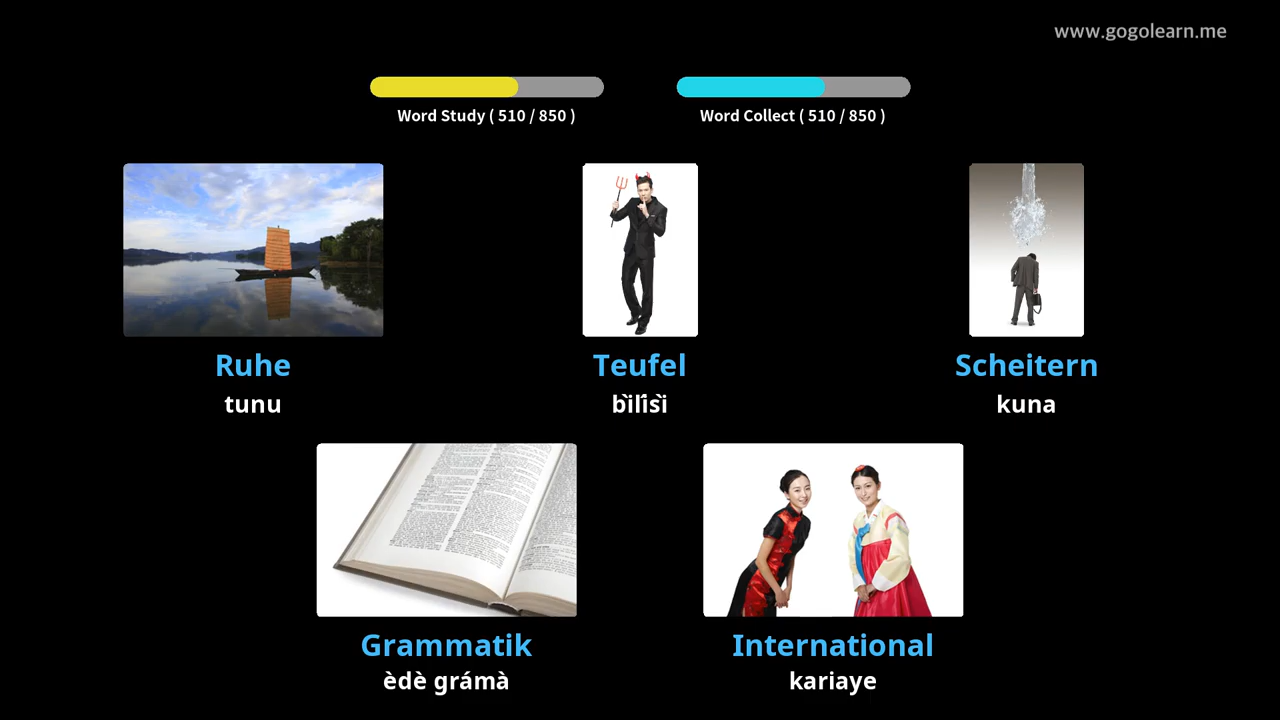 www.gogolearn.me
Word Study ( 510 / 850 )
Word Collect ( 510 / 850 )
Ruhe
tunu
Teufel
bìlísì
Scheitern
kuna
Grammatik
èdè grámà
International
kariaye